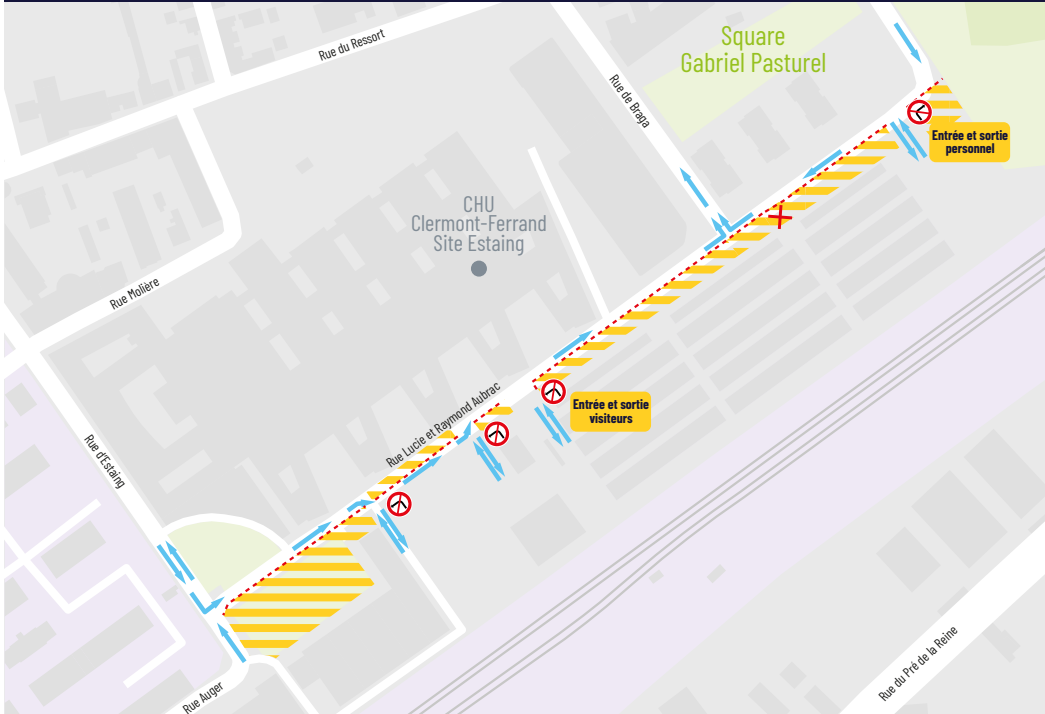 Rue du Ressort
Square
Gabriel Pasturel
Rue de Braga
Entrée et sortie
personnel
CHU
Clermont-Ferrand
Site Estaing
Rue Molière
Rue Lucie et Raymond Aubrac
Entrée et sortie
visiteurs
Rue d'Estaing
Rue Auger
Rue du Pré de la Reine